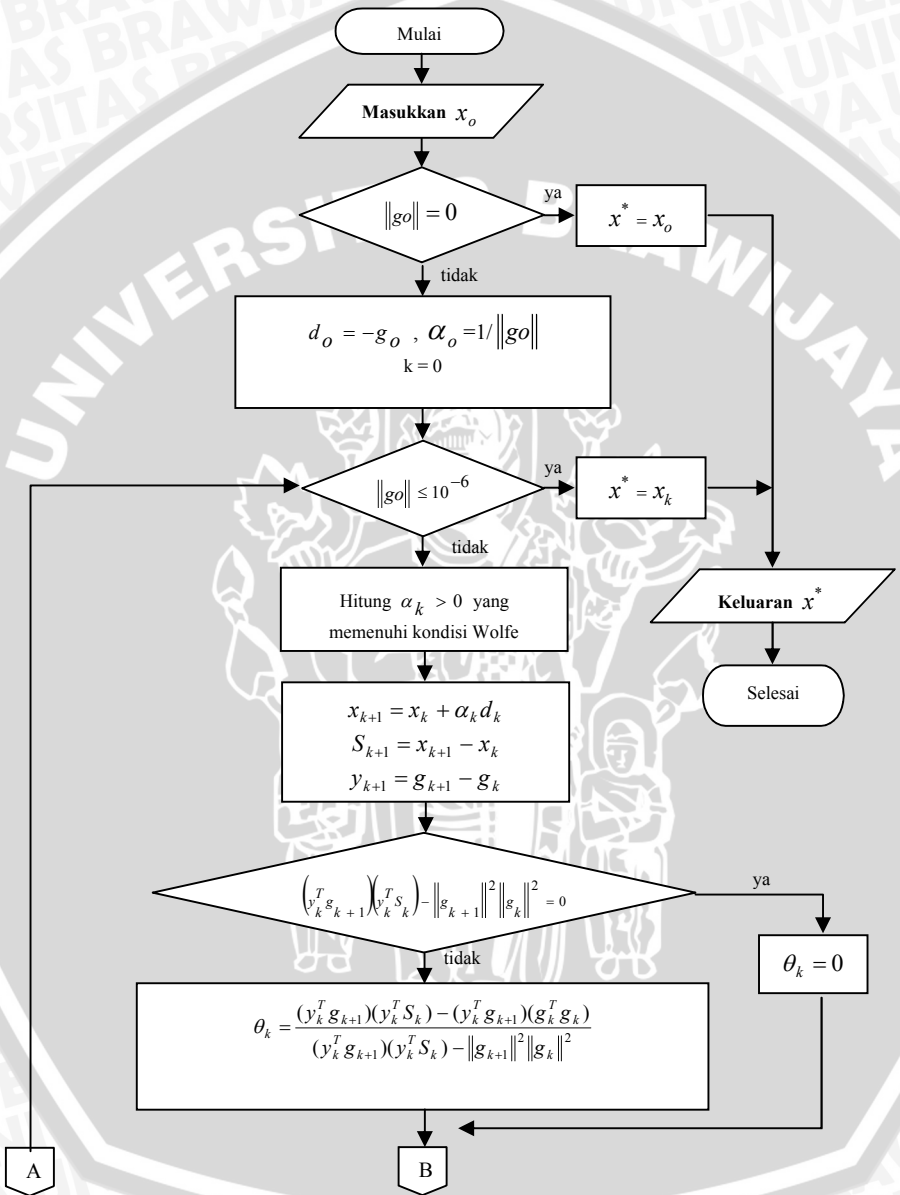 Mulai
Masukkan x_o
‖go‖ = 0
ya
x^* = x_o
tidak
d_o = −g_o , α_o =1/‖go‖
k = 0
‖go‖ ≤ 10^{−6}
ya
x^* = x_k
tidak
Hitung α_k > 0 yang
memenuhi kondisi Wolfe
Keluaran x^*
Selesai
x_{k+1} = x_k + α_k d_k
S_{k+1} = x_{k+1} − x_k
y_{k+1} = g_{k+1} − g_k
(y_k^T g_{k+1})(y_k^T S_k) − ‖g_{k+1}‖^2 ‖g_k‖^2 = 0
ya
θ_k = 0
tidak
θ_k = \frac{(y_k^T g_{k+1})(y_k^T S_k) − (y_k^T g_{k+1})(g_k^T g_k)}{(y_k^T g_{k+1})(y_k^T S_k) − ‖g_{k+1}‖^2 ‖g_k‖^2}
A
B
UNIVERSITAS BRAWIJAYA